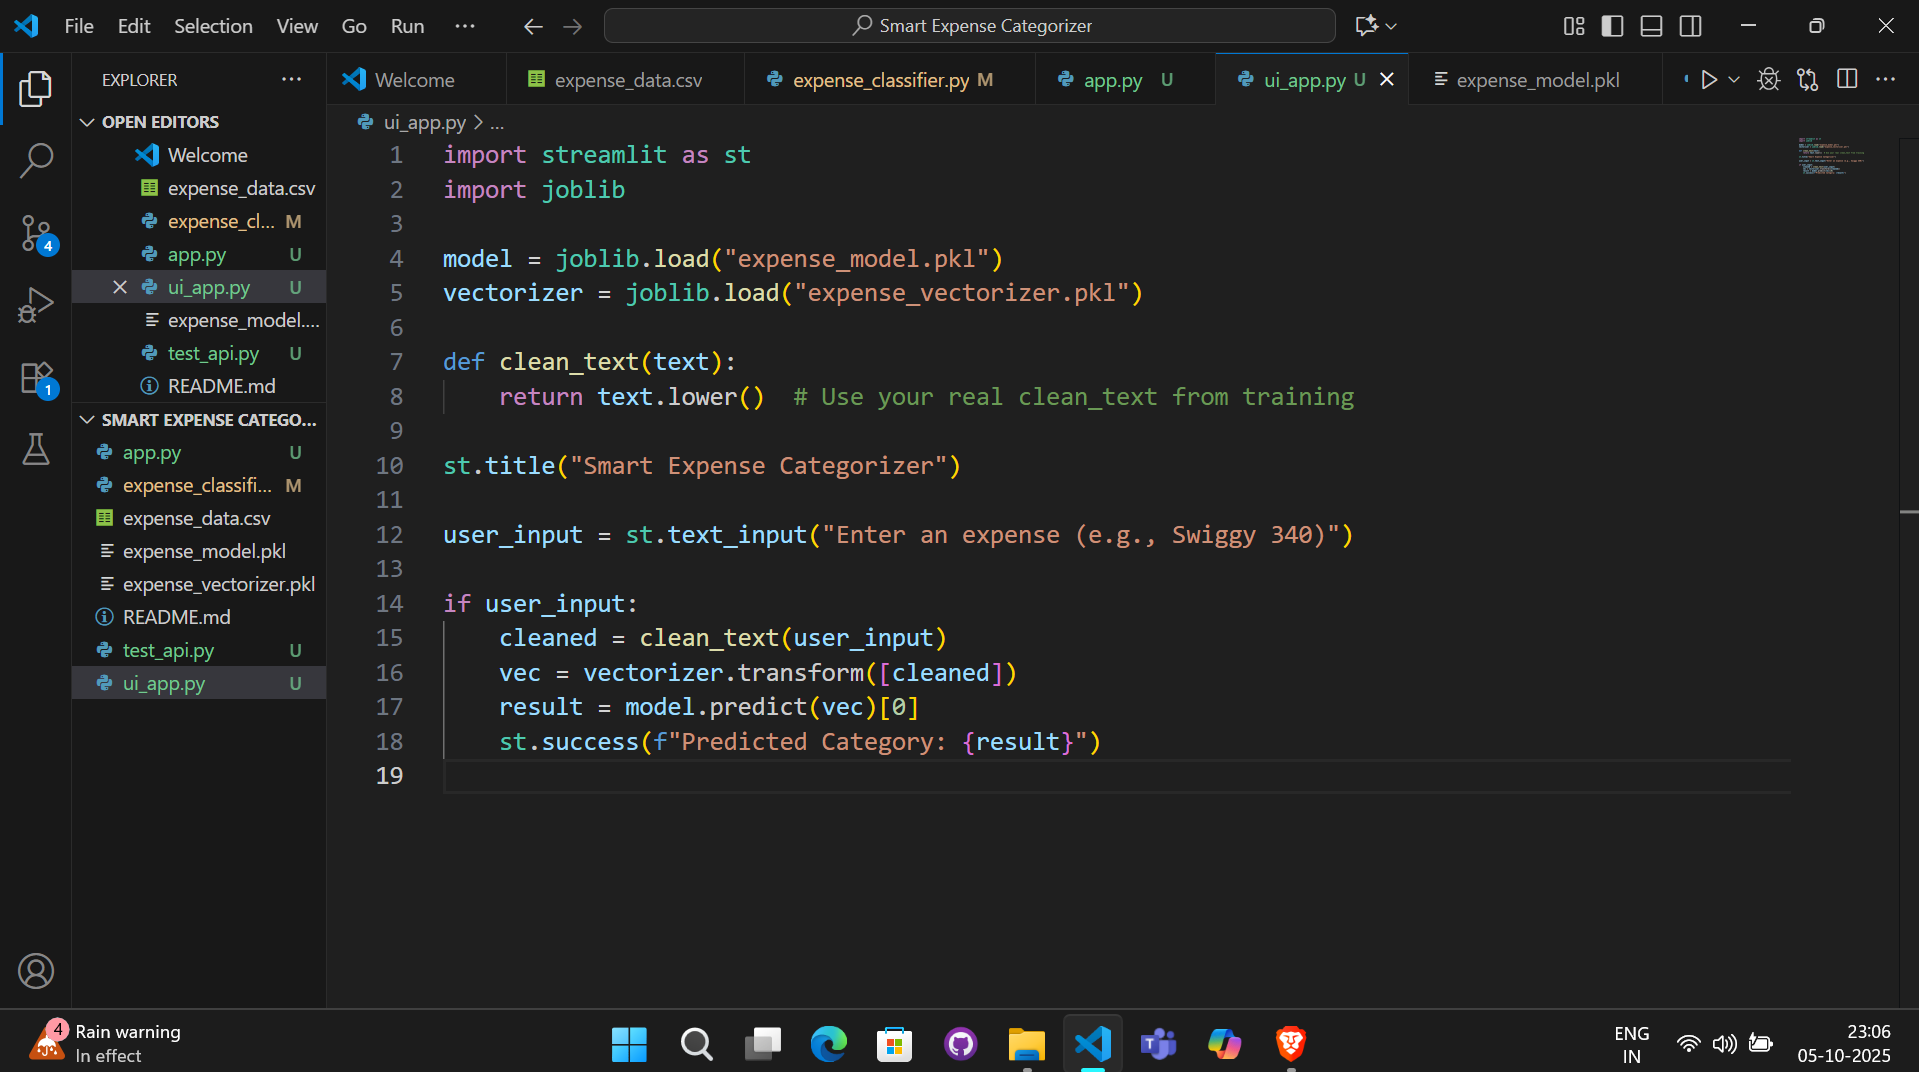 File Edit Selection View Go Run ···
Smart Expense Categorizer
EXPLORER
OPEN EDITORS
Welcome
expense_data.csv
expense_cl... M
app.py U
ui_app.py U
expense_model....
test_api.py U
README.md
SMART EXPENSE CATEGO...
app.py U
expense_classifi... M
expense_data.csv
expense_model.pkl
expense_vectorizer.pkl
README.md
test_api.py U
ui_app.py U
4
1
Welcome expense_data.csv expense_classifier.py M app.py U ui_app.py U expense_model.pkl
ui_app.py > ...
1 import streamlit as st
2 import joblib
3
4 model = joblib.load("expense_model.pkl")
5 vectorizer = joblib.load("expense_vectorizer.pkl")
6
7 def clean_text(text):
8     return text.lower()  # Use your real clean_text from training
9
10 st.title("Smart Expense Categorizer")
11
12 user_input = st.text_input("Enter an expense (e.g., Swiggy 340)")
13
14 if user_input:
15     cleaned = clean_text(user_input)
16     vec = vectorizer.transform([cleaned])
17     result = model.predict(vec)[0]
18     st.success(f"Predicted Category: {result}")
19
4
Rain warning
In effect
ENG
IN
23:06
05-10-2025